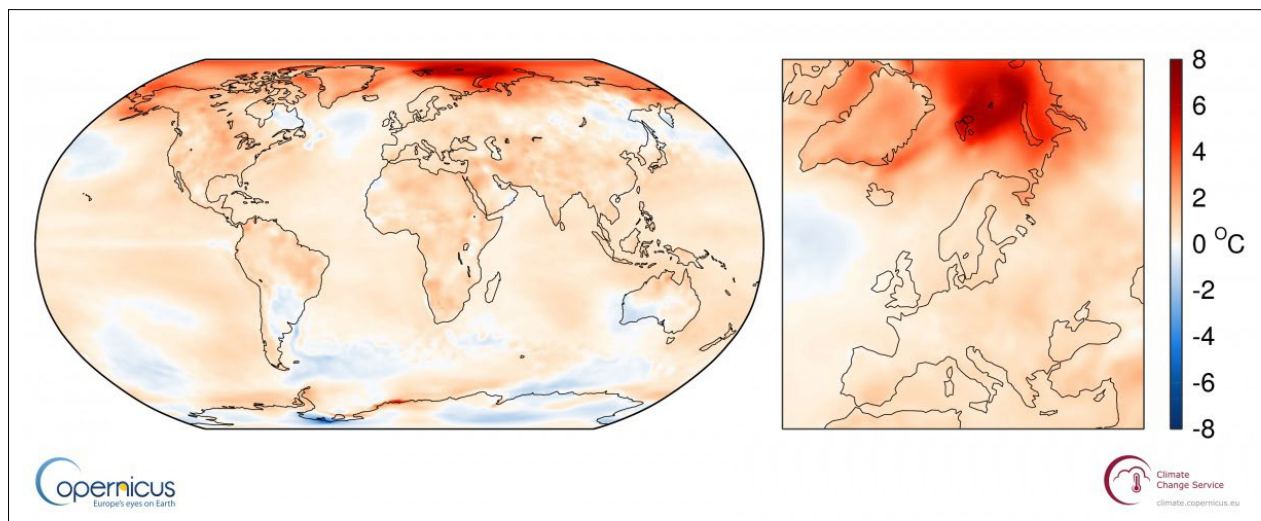 8
6
4
2
0 °C
-2
-4
-6
-8
opernicus
Europe's eyes on Earth
Climate
Change Service
climate.copernicus.eu